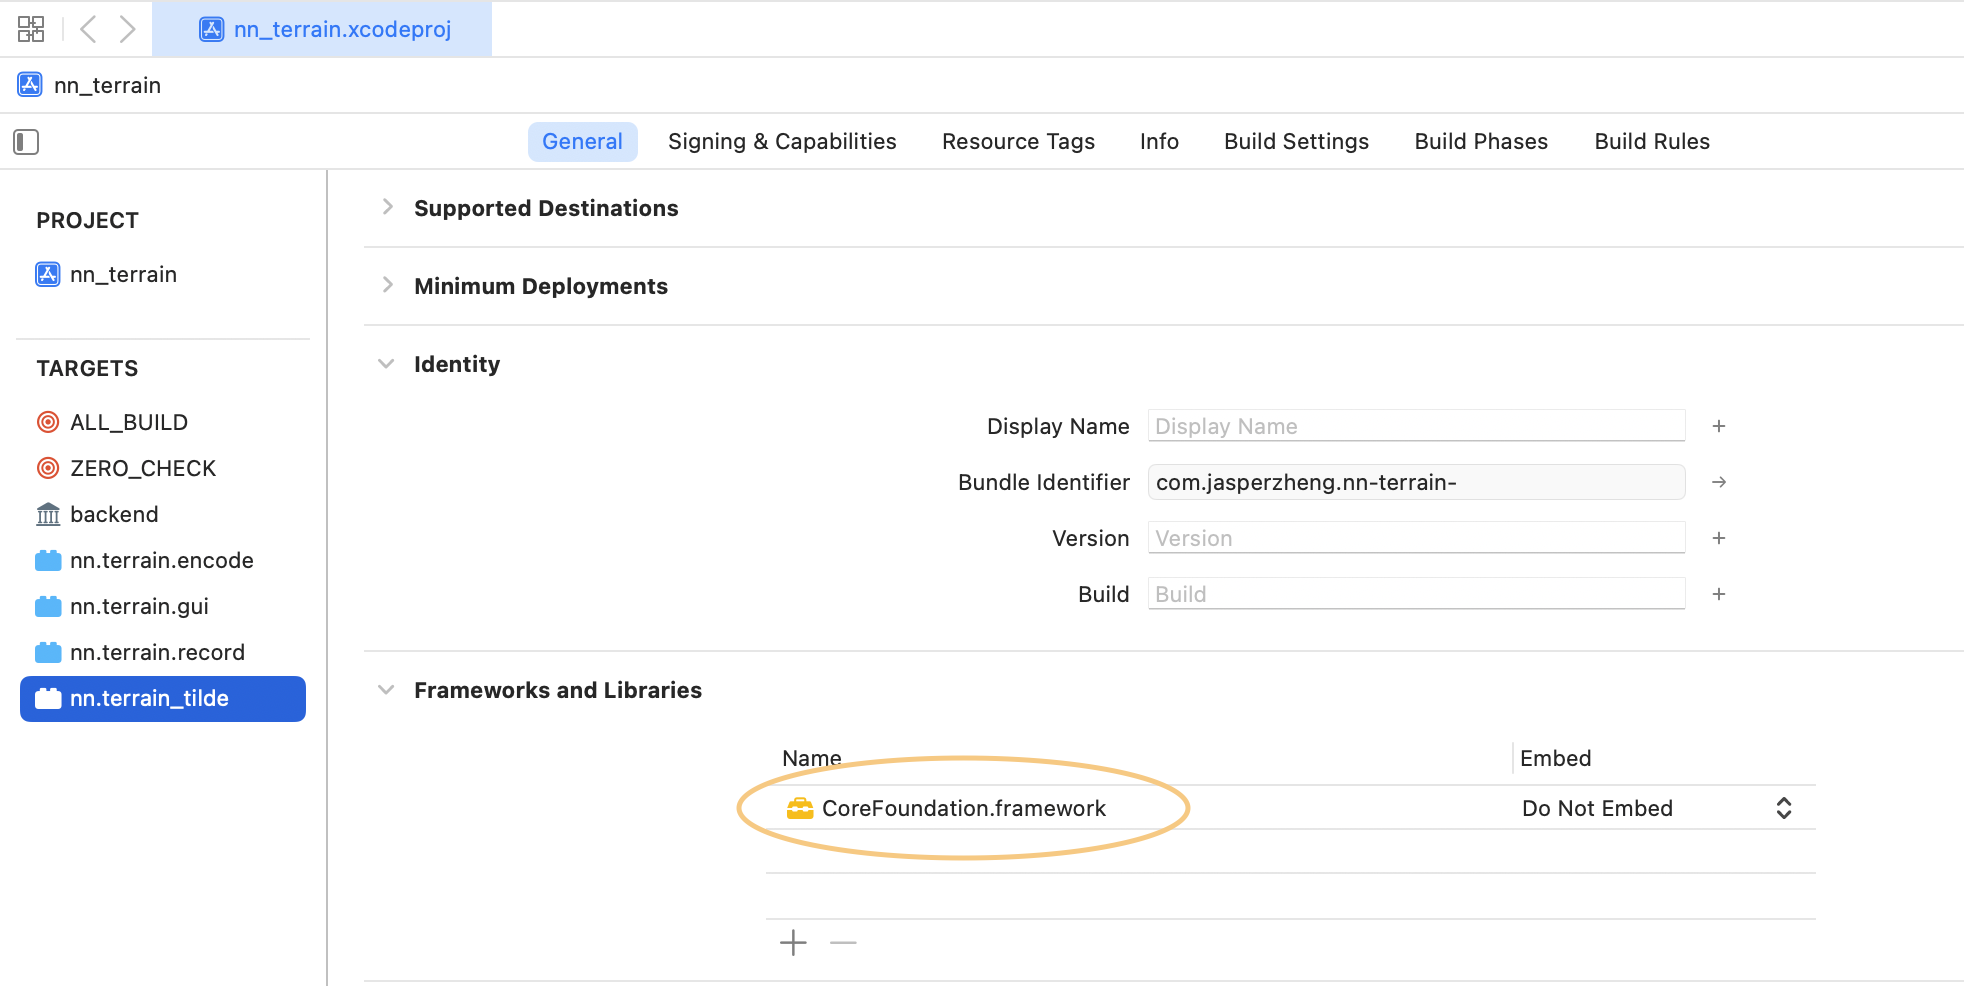 nn_terrain.xcodeproj
nn_terrain
General Signing & Capabilities Resource Tags Info Build Settings Build Phases Build Rules
PROJECT
nn_terrain
TARGETS
ALL_BUILD
ZERO_CHECK
backend
nn.terrain.encode
nn.terrain.gui
nn.terrain.record
nn.terrain_tilde
Supported Destinations
Minimum Deployments
Identity
Display Name Display Name
Bundle Identifier com.jasperzheng.nn-terrain-
Version Version
Build Build
Frameworks and Libraries
Name Embed
CoreFoundation.framework Do Not Embed